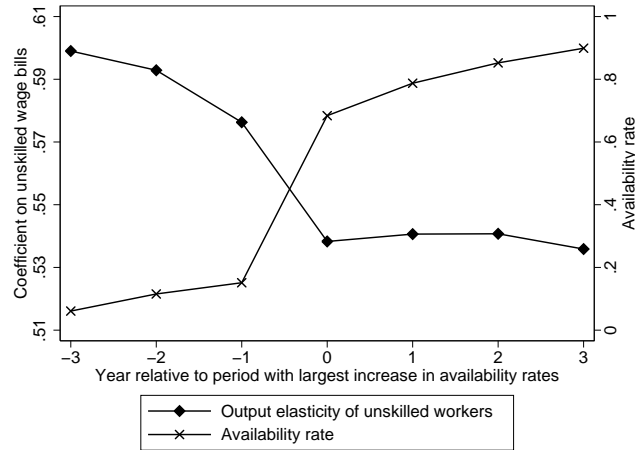 Coefficient on unskilled wage bills
.61
.59
.57
.55
.53
.51
1
.8
.6
.4
.2
0
Availability rate
−3 −2 −1 0 1 2 3
Year relative to period with largest increase in availability rates
Output elasticity of unskilled workers
Availability rate